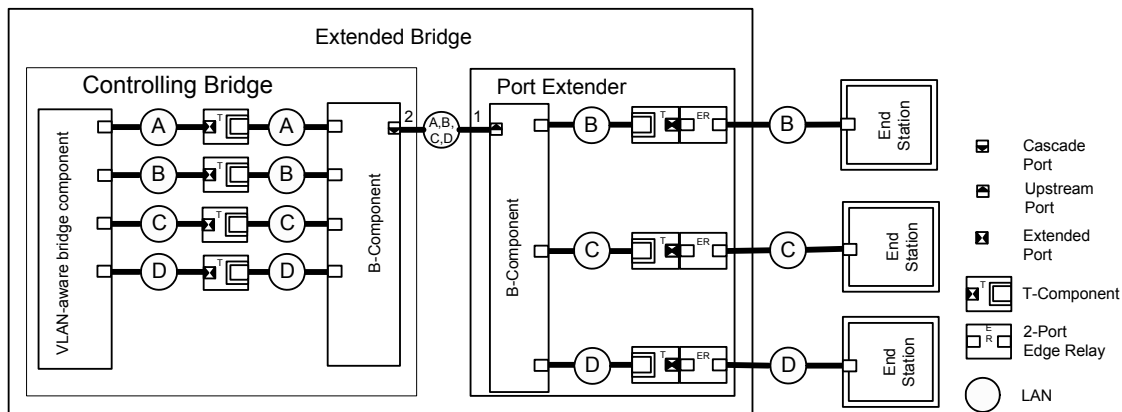 Extended Bridge
Controlling Bridge
Port Extender
VLAN-aware bridge component
A
T
A
B
T
B
C
T
C
D
T
D
B-Component
2
A,B,
C,D
1
B-Component
B
T
ER
B
End
Station
C
T
ER
C
End
Station
D
T
ER
D
End
Station
Cascade
Port
Upstream
Port
Extended
Port
T
T-Component
E
R
2-Port
Edge Relay
LAN